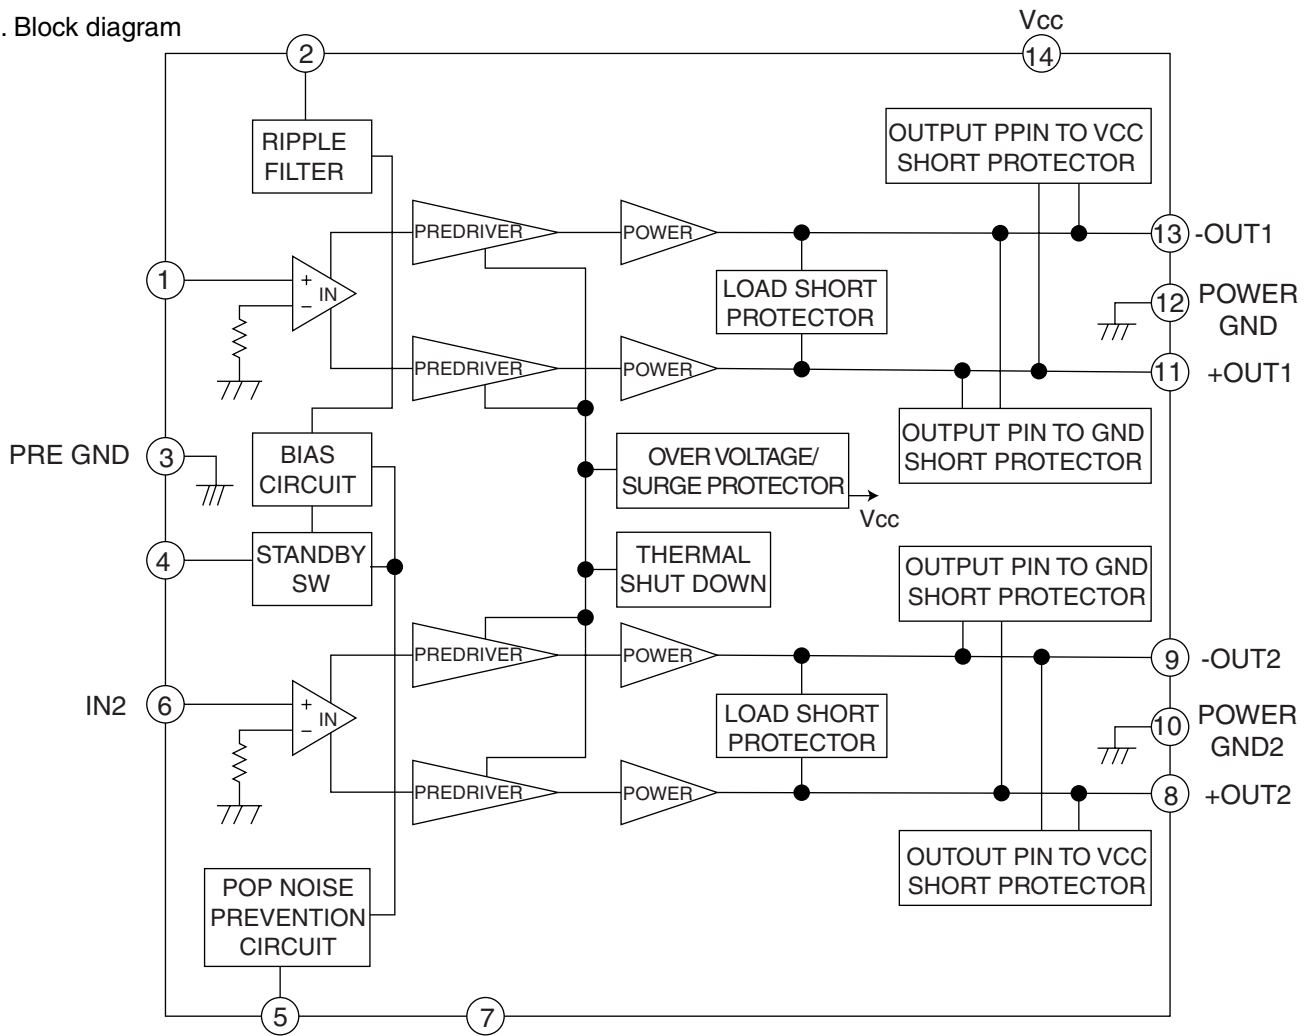 . Block diagram
Vcc
2
14
RIPPLE
FILTER
OUTPUT PPIN TO VCC
SHORT PROTECTOR
PREDRIVER
POWER
13
-OUT1
1
+
IN
−
LOAD SHORT
PROTECTOR
12
POWER
GND
PREDRIVER
POWER
11
+OUT1
PRE GND
3
BIAS
CIRCUIT
OVER VOLTAGE/
SURGE PROTECTOR
Vcc
OUTPUT PIN TO GND
SHORT PROTECTOR
4
STANDBY
SW
THERMAL
SHUT DOWN
OUTPUT PIN TO GND
SHORT PROTECTOR
PREDRIVER
POWER
9
-OUT2
IN2
6
+
IN
−
LOAD SHORT
PROTECTOR
10
POWER
GND2
PREDRIVER
POWER
8
+OUT2
POP NOISE
PREVENTION
CIRCUIT
OUTOUT PIN TO VCC
SHORT PROTECTOR
5
7